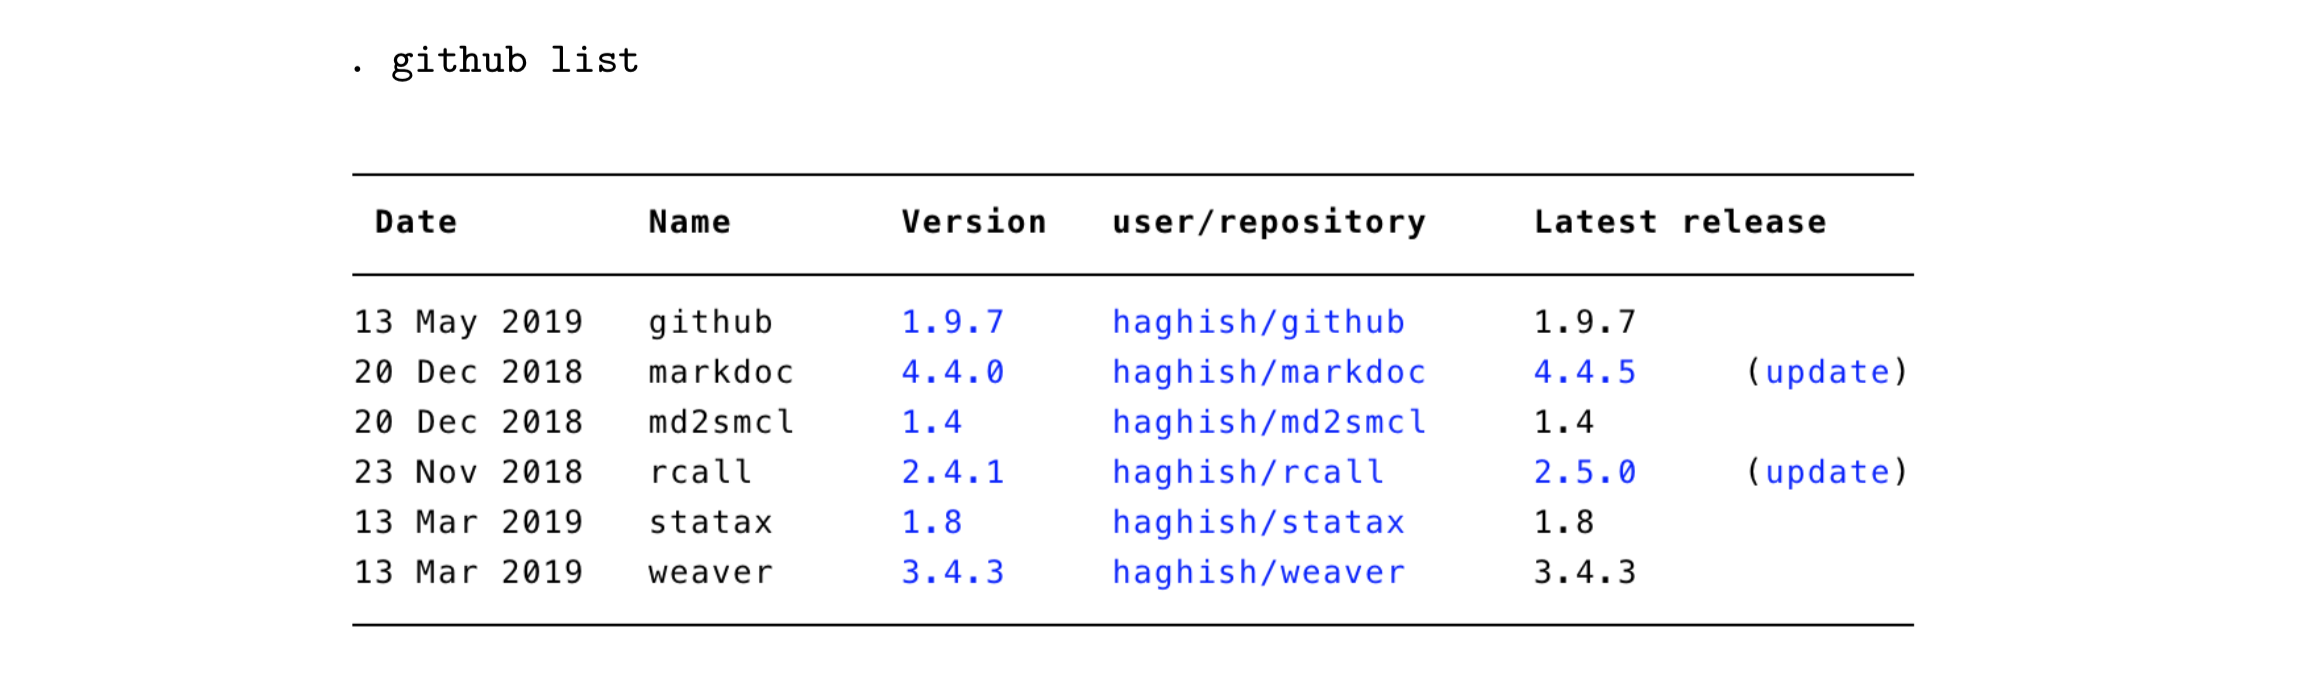 . github list
Date Name Version user/repository Latest release
13 May 2019 github 1.9.7 haghish/github 1.9.7
20 Dec 2018 markdoc 4.4.0 haghish/markdoc 4.4.5 (update)
20 Dec 2018 md2smcl 1.4 haghish/md2smcl 1.4
23 Nov 2018 rcall 2.4.1 haghish/rcall 2.5.0 (update)
13 Mar 2019 statax 1.8 haghish/statax 1.8
13 Mar 2019 weaver 3.4.3 haghish/weaver 3.4.3